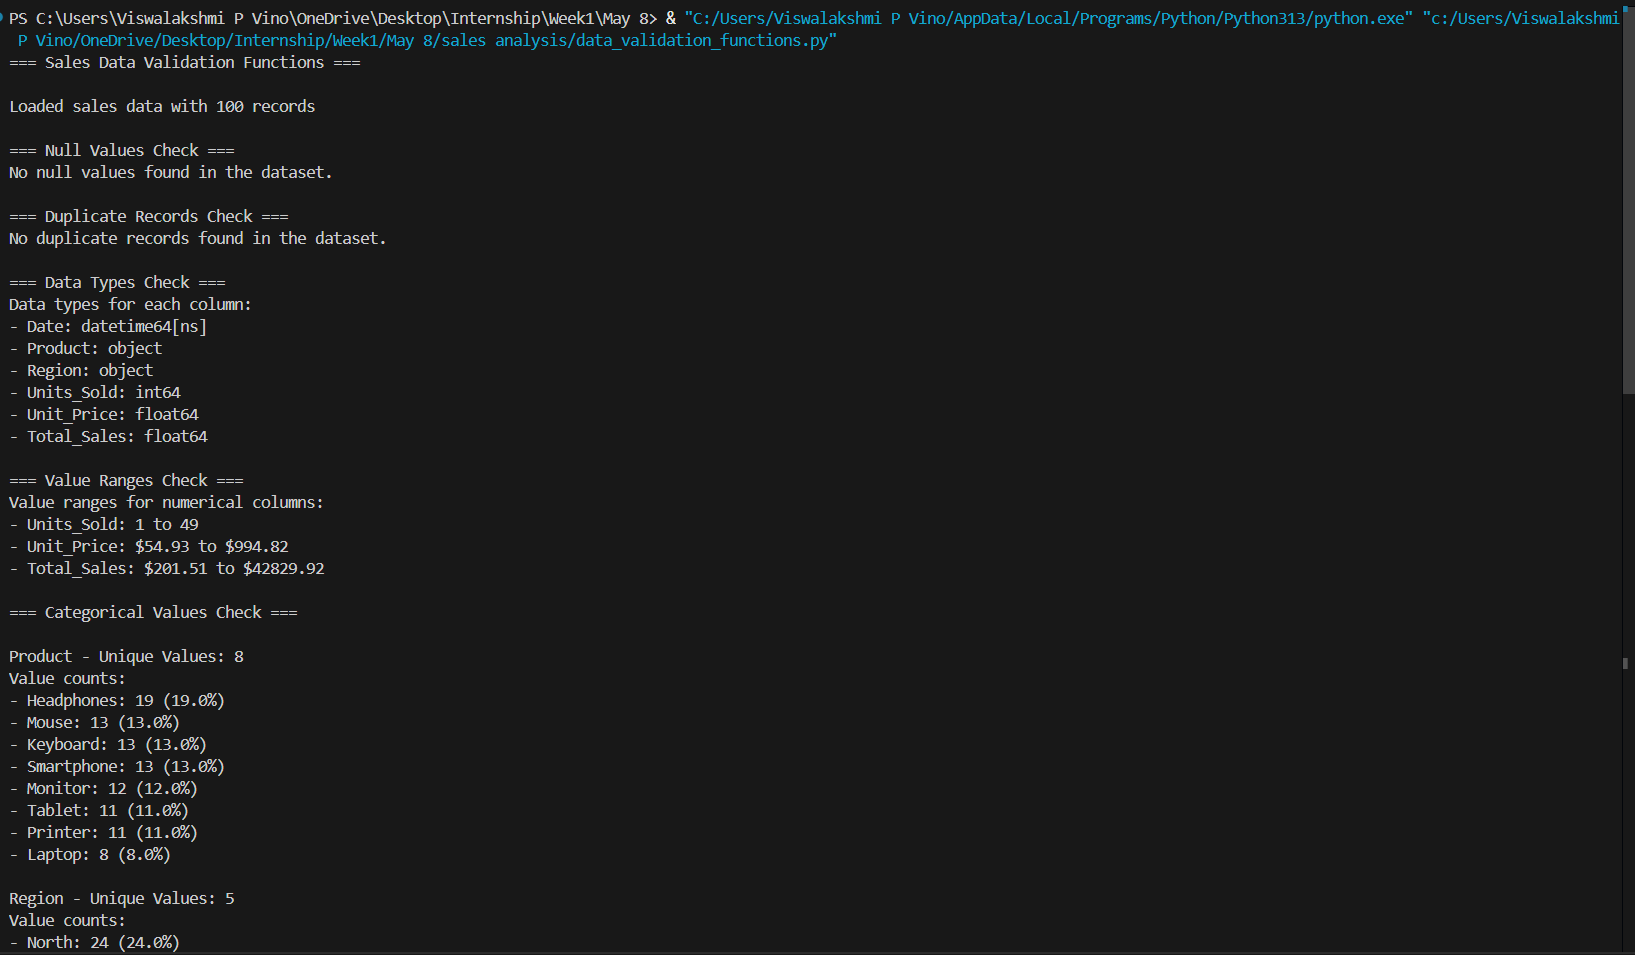 PS C:\Users\Viswalakshmi P Vino\OneDrive\Desktop\Internship\Week1\May 8> & "C:/Users/Viswalakshmi P Vino/AppData/Local/Programs/Python/Python313/python.exe" "c:/Users/Viswalakshmi
P Vino/OneDrive/Desktop/Internship/Week1/May 8/sales analysis/data_validation_functions.py"
=== Sales Data Validation Functions ===
Loaded sales data with 100 records
=== Null Values Check ===
No null values found in the dataset.
=== Duplicate Records Check ===
No duplicate records found in the dataset.
=== Data Types Check ===
Data types for each column:
- Date: datetime64[ns]
- Product: object
- Region: object
- Units_Sold: int64
- Unit_Price: float64
- Total_Sales: float64
=== Value Ranges Check ===
Value ranges for numerical columns:
- Units_Sold: 1 to 49
- Unit_Price: $54.93 to $994.82
- Total_Sales: $201.51 to $42829.92
=== Categorical Values Check ===
Product - Unique Values: 8
Value counts:
- Headphones: 19 (19.0%)
- Mouse: 13 (13.0%)
- Keyboard: 13 (13.0%)
- Smartphone: 13 (13.0%)
- Monitor: 12 (12.0%)
- Tablet: 11 (11.0%)
- Printer: 11 (11.0%)
- Laptop: 8 (8.0%)
Region - Unique Values: 5
Value counts:
- North: 24 (24.0%)